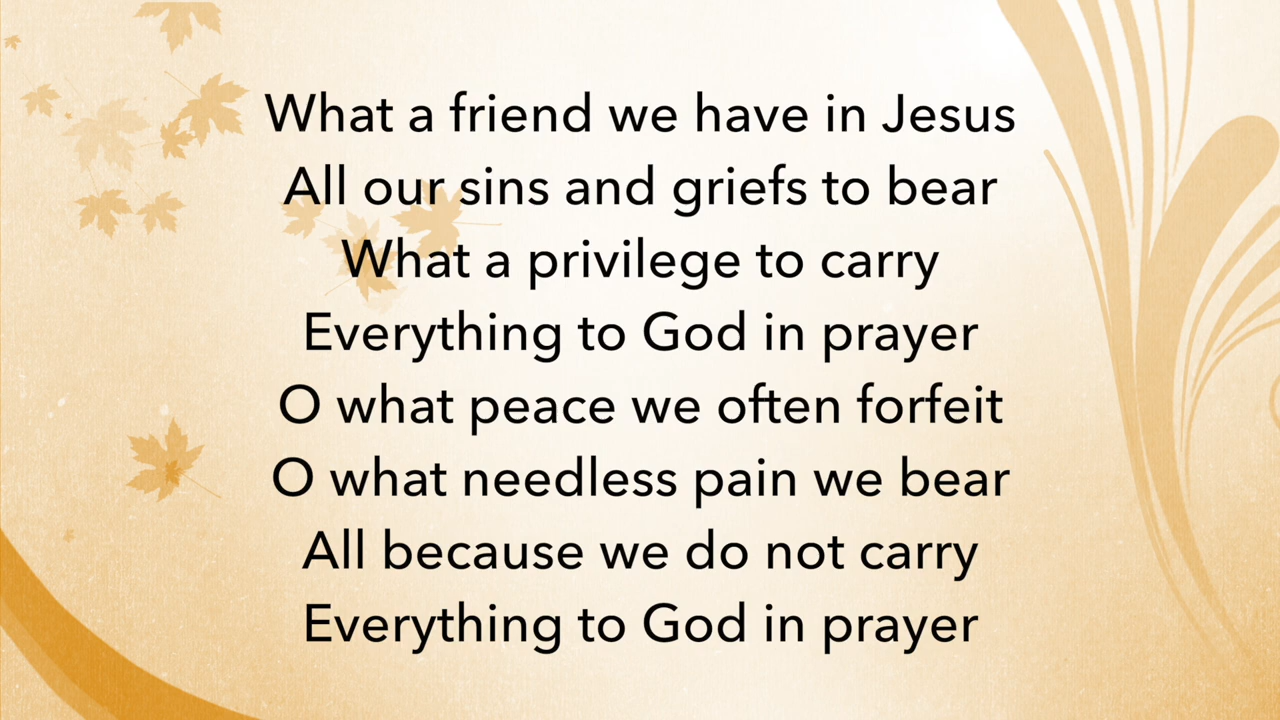 What a friend we have in Jesus
All our sins and griefs to bear
What a privilege to carry
Everything to God in prayer
O what peace we often forfeit
O what needless pain we bear
All because we do not carry
Everything to God in prayer